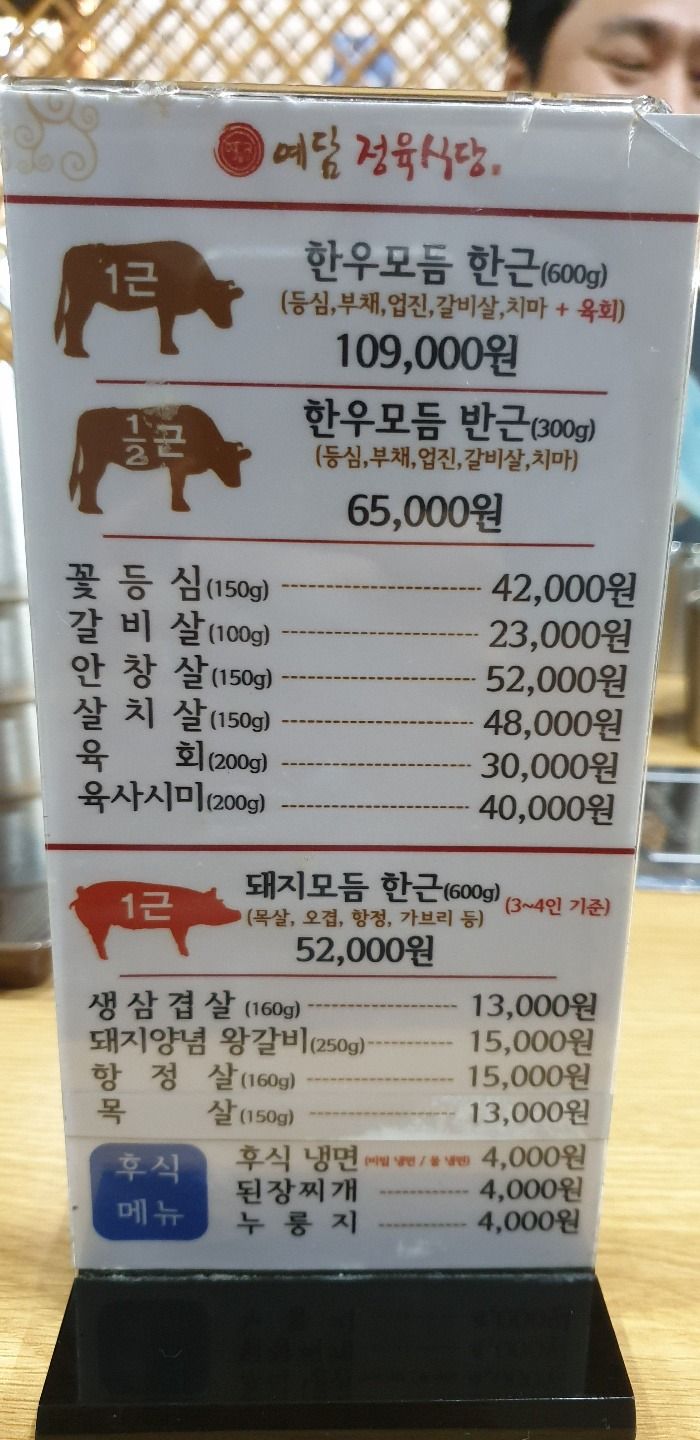 예담 정육식당
1근
한우모듬 한근(600g)
(등심,부채,업진,갈비살,치마 + 육회)
109,000원
1/2근
한우모듬 반근(300g)
(등심,부채,업진,갈비살,치마)
65,000원
꽃등심(150g) 42,000원
갈비살(100g) 23,000원
안창살(150g) 52,000원
살치살(150g) 48,000원
육회(200g) 30,000원
육사시미(200g) 40,000원
1근
돼지모듬 한근(600g) (3~4인 기준)
(목살, 오겹, 항정, 가브리 등)
52,000원
생삼겹살 (160g) 13,000원
돼지양념 왕갈비(250g) 15,000원
항정살(160g) 15,000원
목살(150g) 13,000원
후식 메뉴
후식 냉면 (비빔 냉면 / 물 냉면) 4,000원
된장찌개 4,000원
누룽지 4,000원